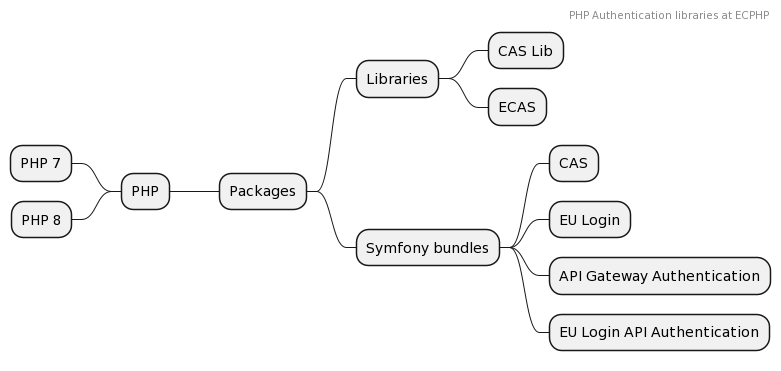 PHP Authentication libraries at ECPHP
CAS Lib
Libraries
ECAS
PHP 7
CAS
PHP
Packages
PHP 8
EU Login
Symfony bundles
API Gateway Authentication
EU Login API Authentication